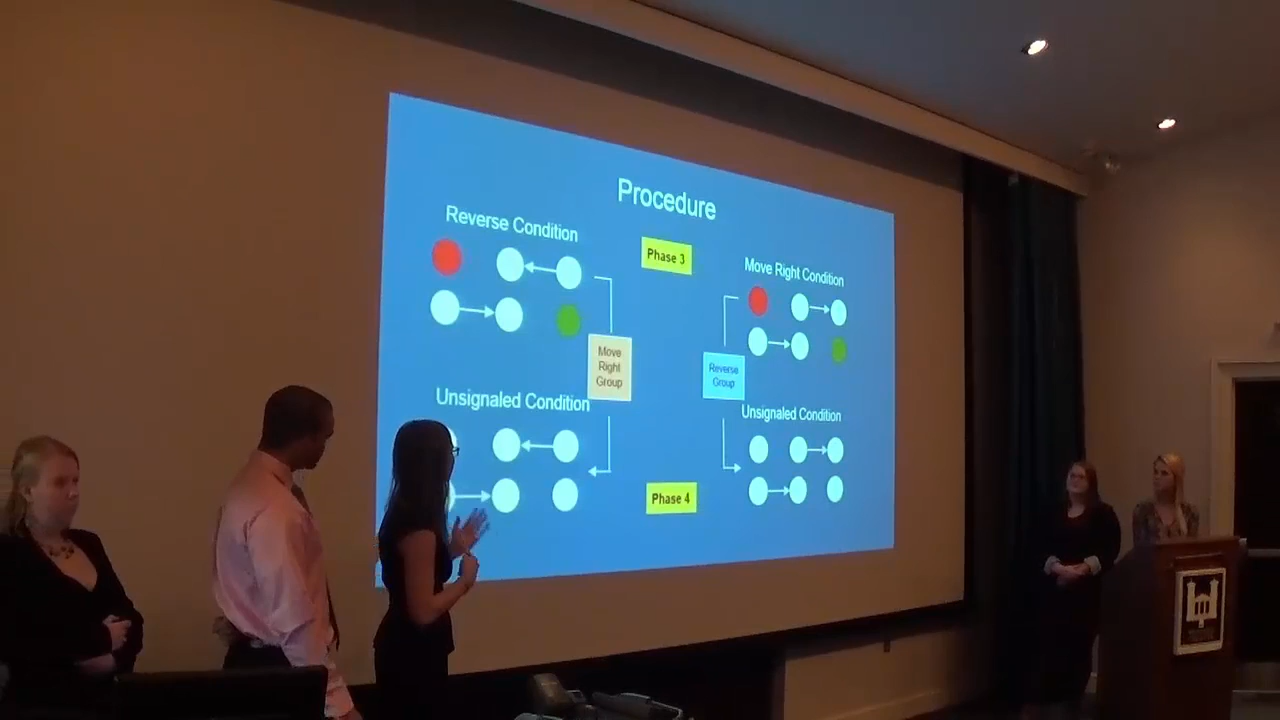 Procedure
Reverse Condition
Phase 3
Move Right Condition
Move
Right
Group
Reverse
Group
Unsignaled Condition
Unsignaled Condition
Phase 4